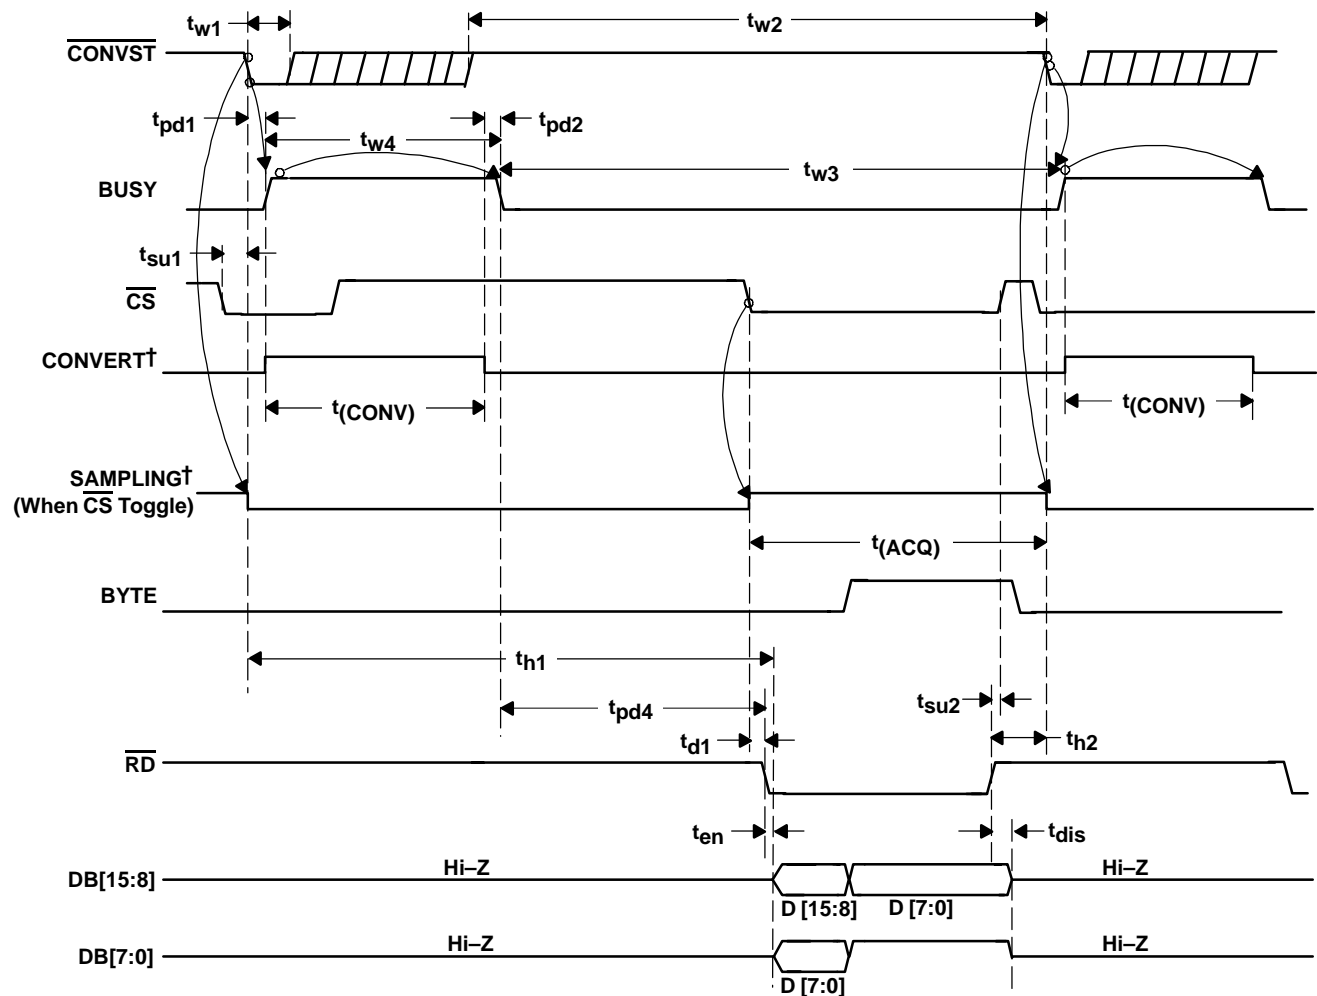 tw1
tw2
CONVST
tpd1
tw4
tpd2
tw3
BUSY
tsu1
CS
CONVERT†
t(CONV)
t(CONV)
SAMPLING†
(When CS Toggle)
t(ACQ)
BYTE
th1
tpd4
tsu2
td1
th2
RD
ten
tdis
Hi–Z
Hi–Z
DB[15:8]
D [15:8]
D [7:0]
Hi–Z
Hi–Z
DB[7:0]
D [7:0]